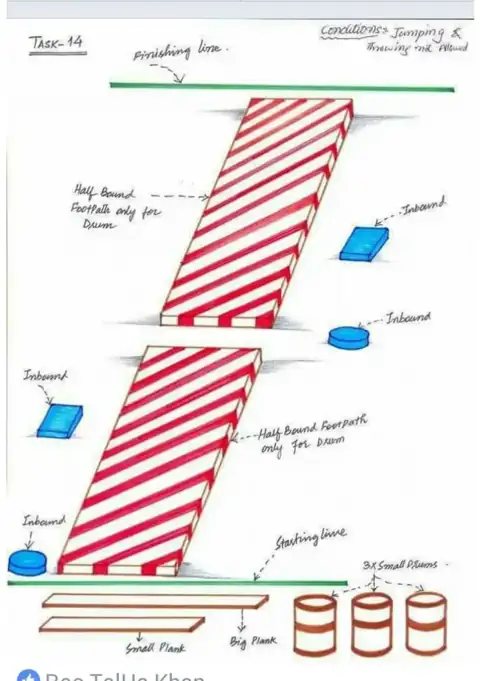 TASK-14
Conditions= Jumping &
Throwing not Allowed
Finishing line.
Half Bound
FootPath only for
Drum
Inbound
Inbound
Inbound
Half Bound FootPath
only for Drum
Inbound
Starting line
3x Small Drums
Small Plank
Big Plank